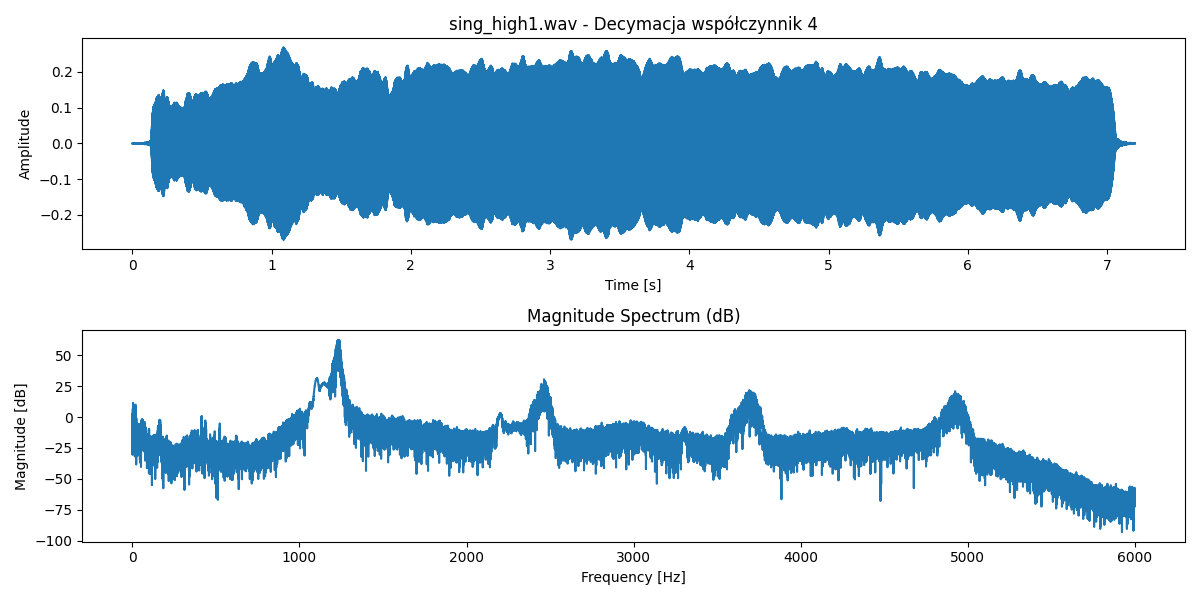 sing_high1.wav - Decymacja współczynnik 4
Amplitude
0.2
0.1
0.0
−0.1
−0.2
0 1 2 3 4 5 6 7
Time [s]
Magnitude Spectrum (dB)
Magnitude [dB]
50
25
0
−25
−50
−75
−100
0 1000 2000 3000 4000 5000 6000
Frequency [Hz]